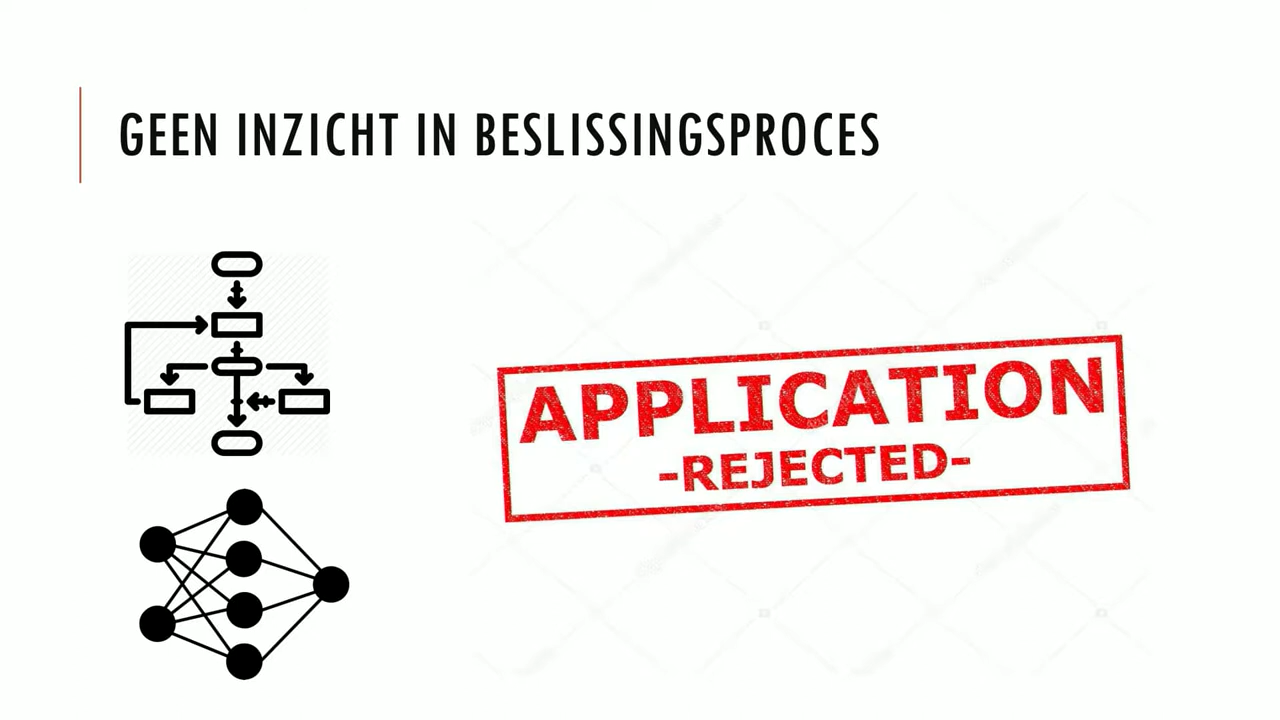 GEEN INZICHT IN BESLISSINGSPROCES
APPLICATION
-REJECTED-